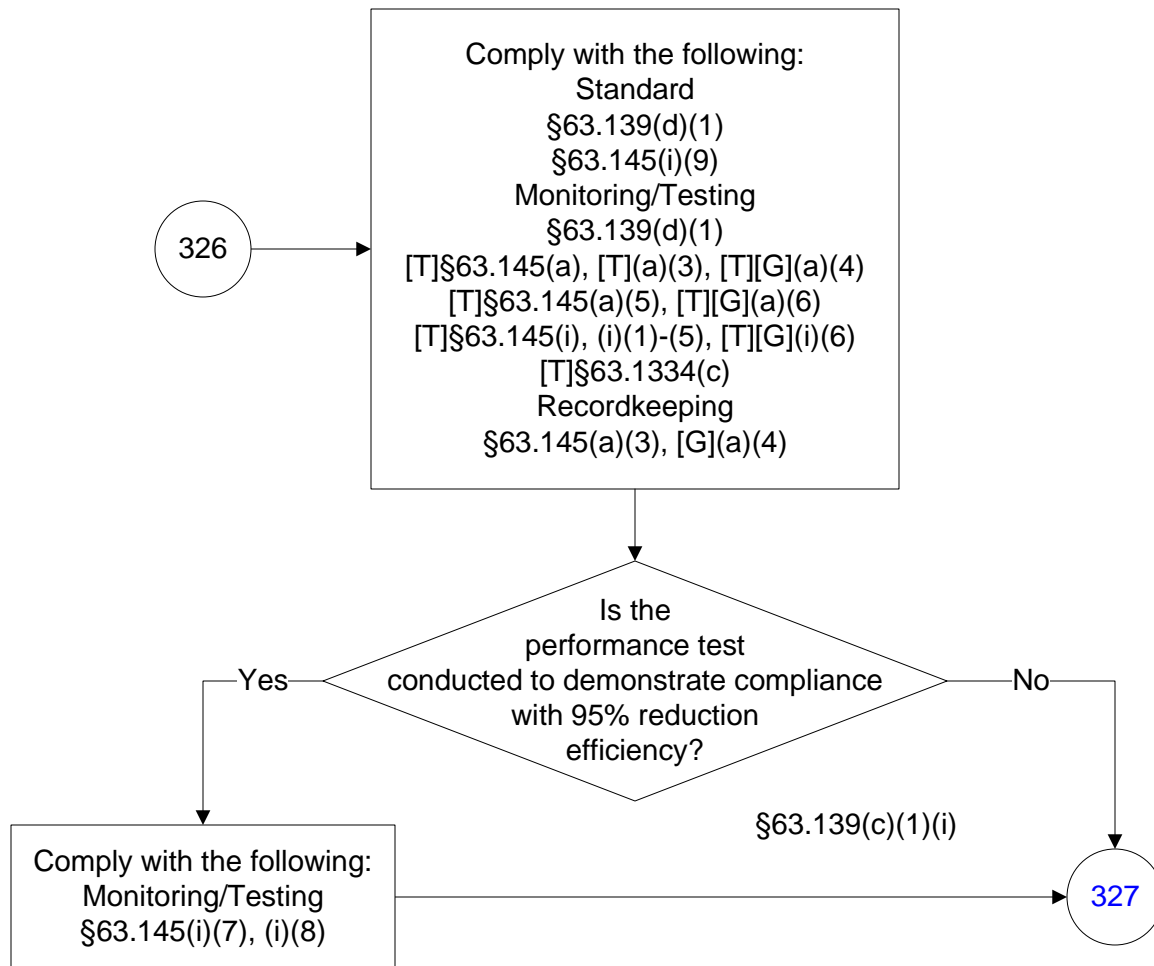 Comply with the following:
Standard
§63.139(d)(1)
§63.145(i)(9)
Monitoring/Testing
§63.139(d)(1)
[T]§63.145(a), [T](a)(3), [T][G](a)(4)
[T]§63.145(a)(5), [T][G](a)(6)
[T]§63.145(i), (i)(1)-(5), [T][G](i)(6)
[T]§63.1334(c)
Recordkeeping
§63.145(a)(3), [G](a)(4)
326
Is the
performance test
conducted to demonstrate compliance
with 95% reduction
efficiency?
Yes
No
§63.139(c)(1)(i)
Comply with the following:
Monitoring/Testing
§63.145(i)(7), (i)(8)
327